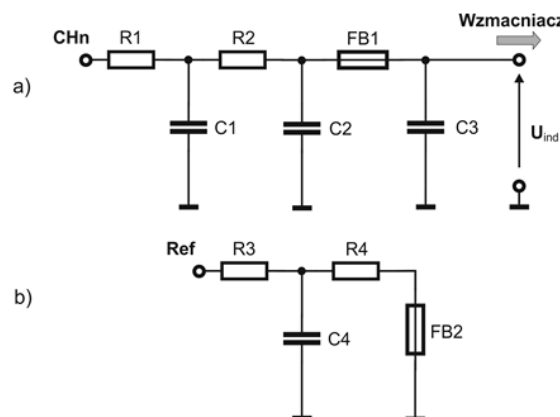 Wzmacniacz
CHn R1 R2 FB1
a)
C1 C2 C3 Uind
Ref R3 R4
b)
C4 FB2